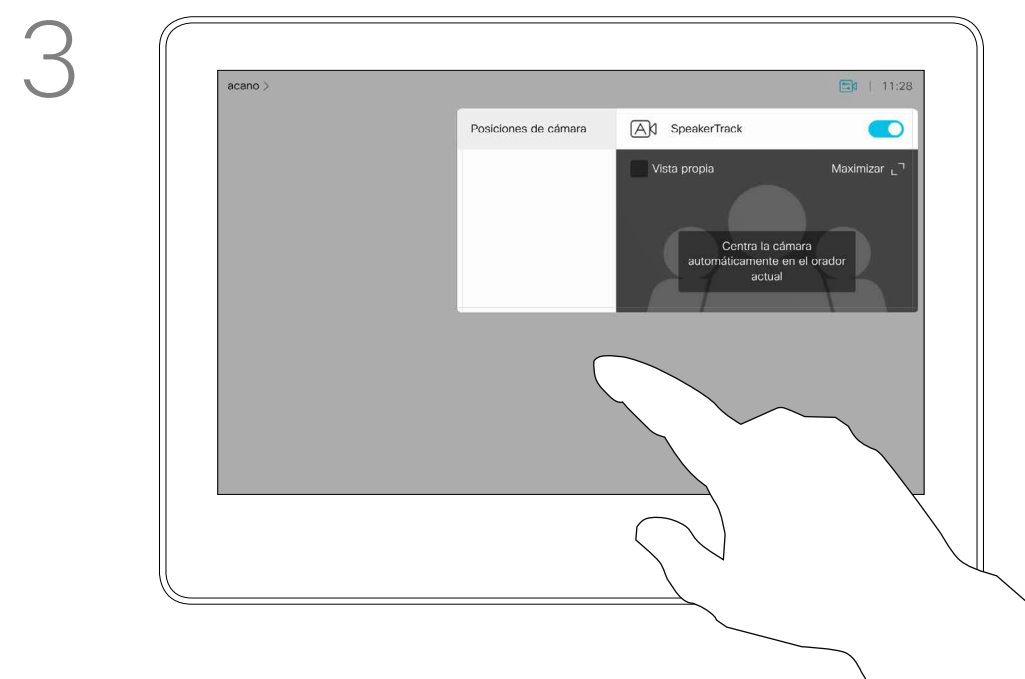 3
acano >
11:28
Posiciones de cámara
SpeakerTrack
Vista propia
Maximizar
Centra la cámara
automáticamente en el orador
actual